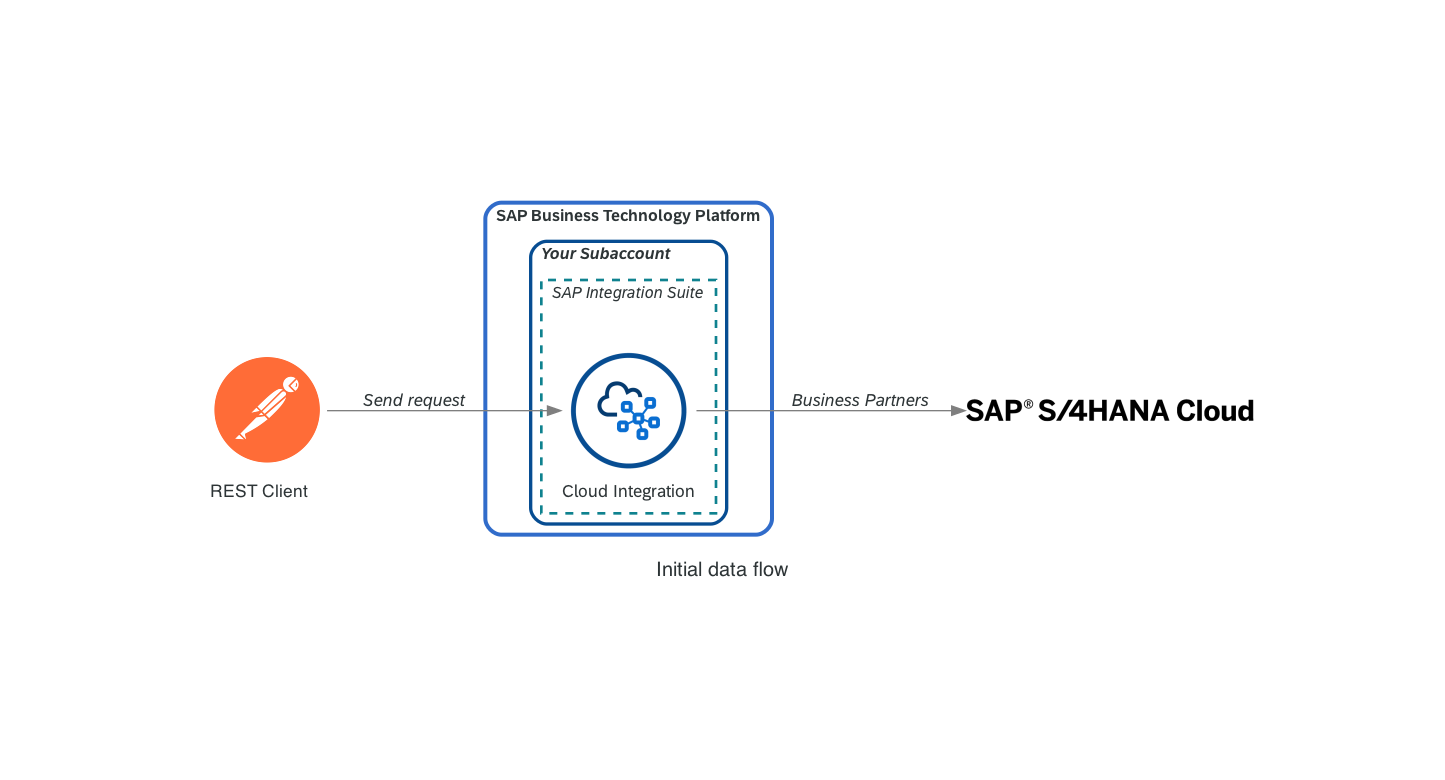 SAP Business Technology Platform
Your Subaccount
SAP Integration Suite
Send request
Business Partners
SAP® S/4HANA Cloud
REST Client
Cloud Integration
Initial data flow